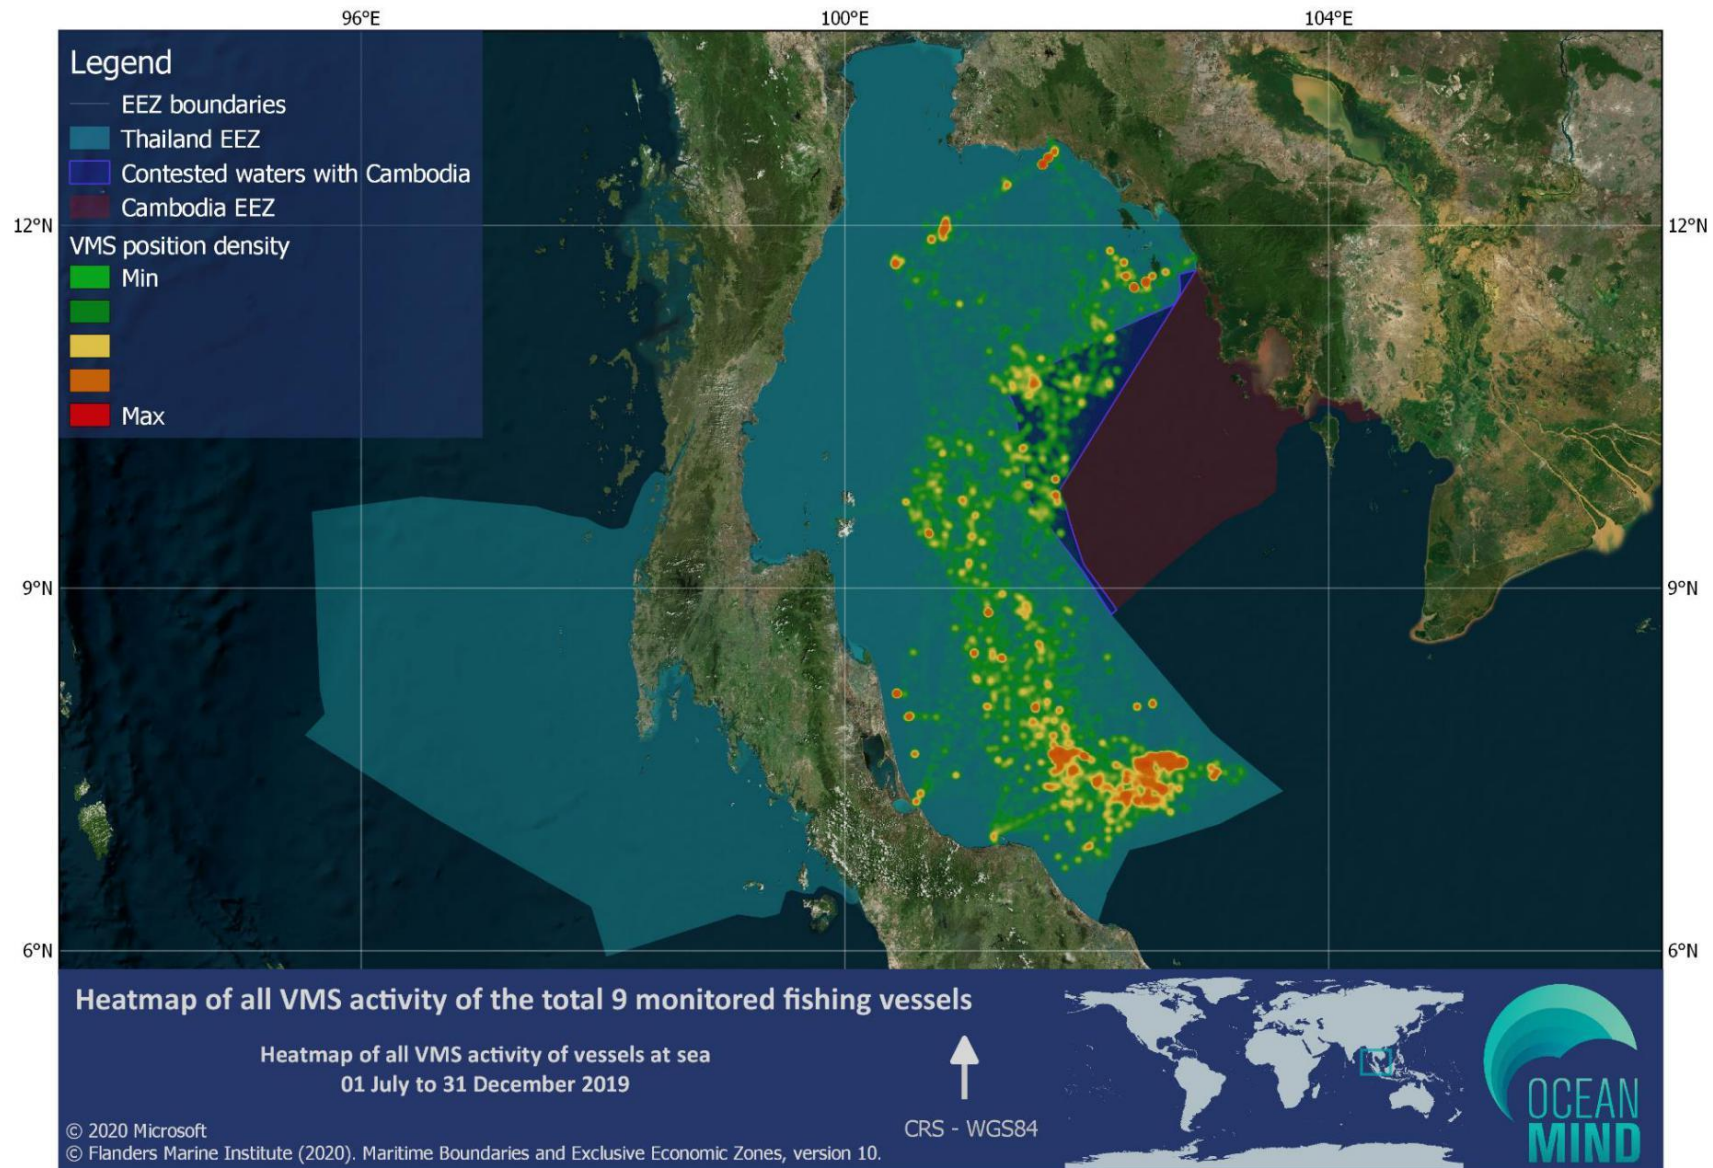 96°E 100°E 104°E
Legend
EEZ boundaries
Thailand EEZ
Contested waters with Cambodia
Cambodia EEZ
12°N 12°N
VMS position density
Min
Max
9°N 9°N
6°N 6°N
Heatmap of all VMS activity of the total 9 monitored fishing vessels
Heatmap of all VMS activity of vessels at sea
01 July to 31 December 2019
CRS - WGS84
© 2020 Microsoft
© Flanders Marine Institute (2020). Maritime Boundaries and Exclusive Economic Zones, version 10.
OCEAN
MIND